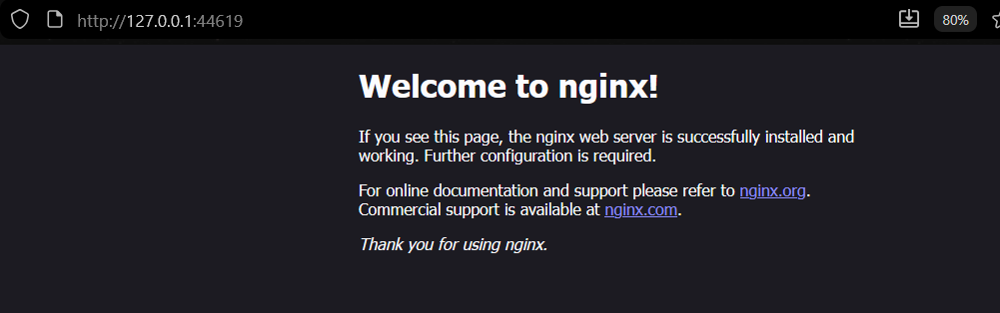 http://127.0.0.1:44619
80%
Welcome to nginx!
If you see this page, the nginx web server is successfully installed and
working. Further configuration is required.
For online documentation and support please refer to nginx.org.
Commercial support is available at nginx.com.
Thank you for using nginx.